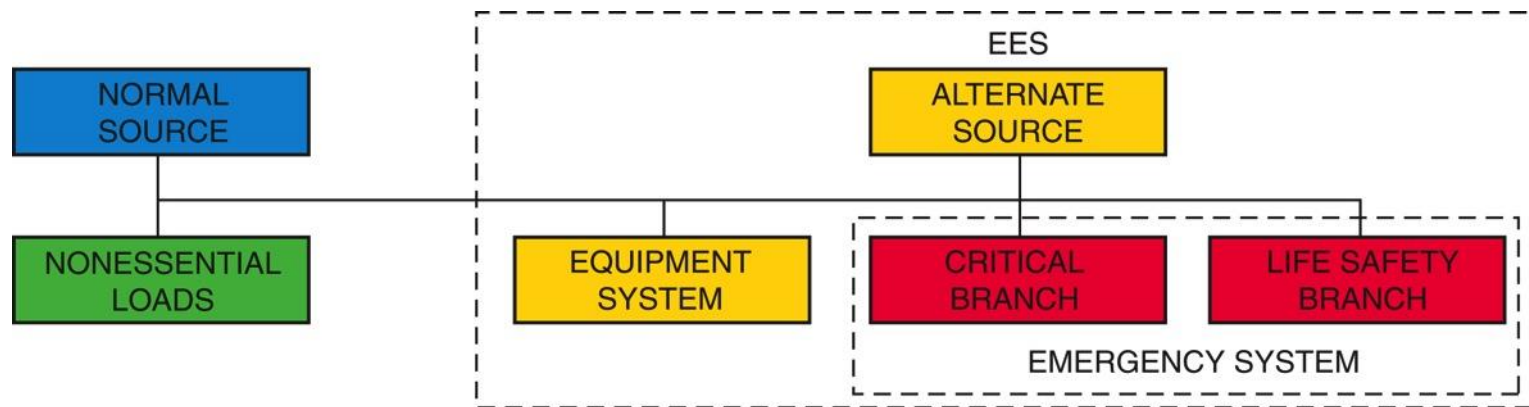 EES
NORMAL
SOURCE
ALTERNATE
SOURCE
NONESSENTIAL
LOADS
EQUIPMENT
SYSTEM
CRITICAL
BRANCH
LIFE SAFETY
BRANCH
EMERGENCY SYSTEM